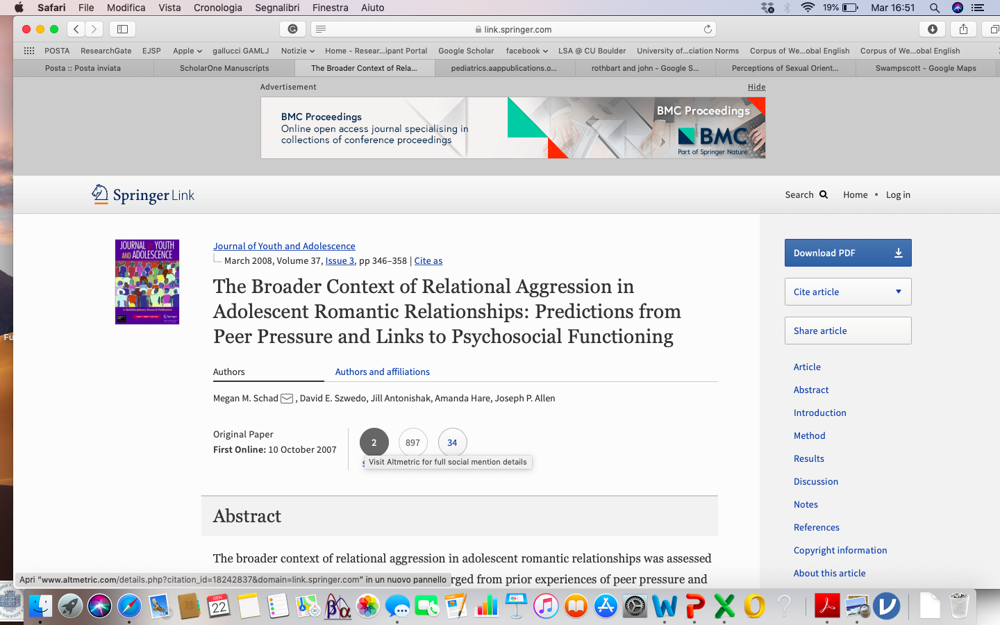 Safari File Modifica Vista Cronologia Segnalibri Finestra Aiuto 19% Mar 16:51
link.springer.com
POSTA ResearchGate EJSP Apple gallucci GAMLJ Notizie Home - Resear...ipant Portal Google Scholar facebook LSA @ CU Boulder University of...ciation Norms Corpus of We...obal English Corpus of We...obal English
Posta :: Posta inviata ScholarOne Manuscripts The Broader Context of Rela... pediatrics.aappublications.o... rothbart and john - Google S... Perceptions of Sexual Orient... Swampscott - Google Maps
Advertisement Hide
BMC Proceedings
Online open access journal specialising in
collections of conference proceedings
BMC Proceedings
BMC
Part of Springer Nature
Springer Link
Search Home • Log in
JOURNAL OF YOUTH
AND ADOLESCENCE
A Multidisciplinary Research Publication
Springer
Journal of Youth and Adolescence
March 2008, Volume 37, Issue 3, pp 346–358 | Cite as
The Broader Context of Relational Aggression in
Adolescent Romantic Relationships: Predictions from
Peer Pressure and Links to Psychosocial Functioning
Authors Authors and affiliations
Megan M. Schad , David E. Szwedo, Jill Antonishak, Amanda Hare, Joseph P. Allen
Original Paper
First Online: 10 October 2007
2 897 34
Visit Altmetric for full social mention details
Abstract
The broader context of relational aggression in adolescent romantic relationships was assessed
rged from prior experiences of peer pressure and
Download PDF
Cite article
Share article
Article
Abstract
Introduction
Method
Results
Discussion
Notes
References
Copyright information
About this article
Apri "www.altmetric.com/details.php?citation_id=18242837&domain=link.springer.com" in un nuovo pannello
Fu
GEN
22